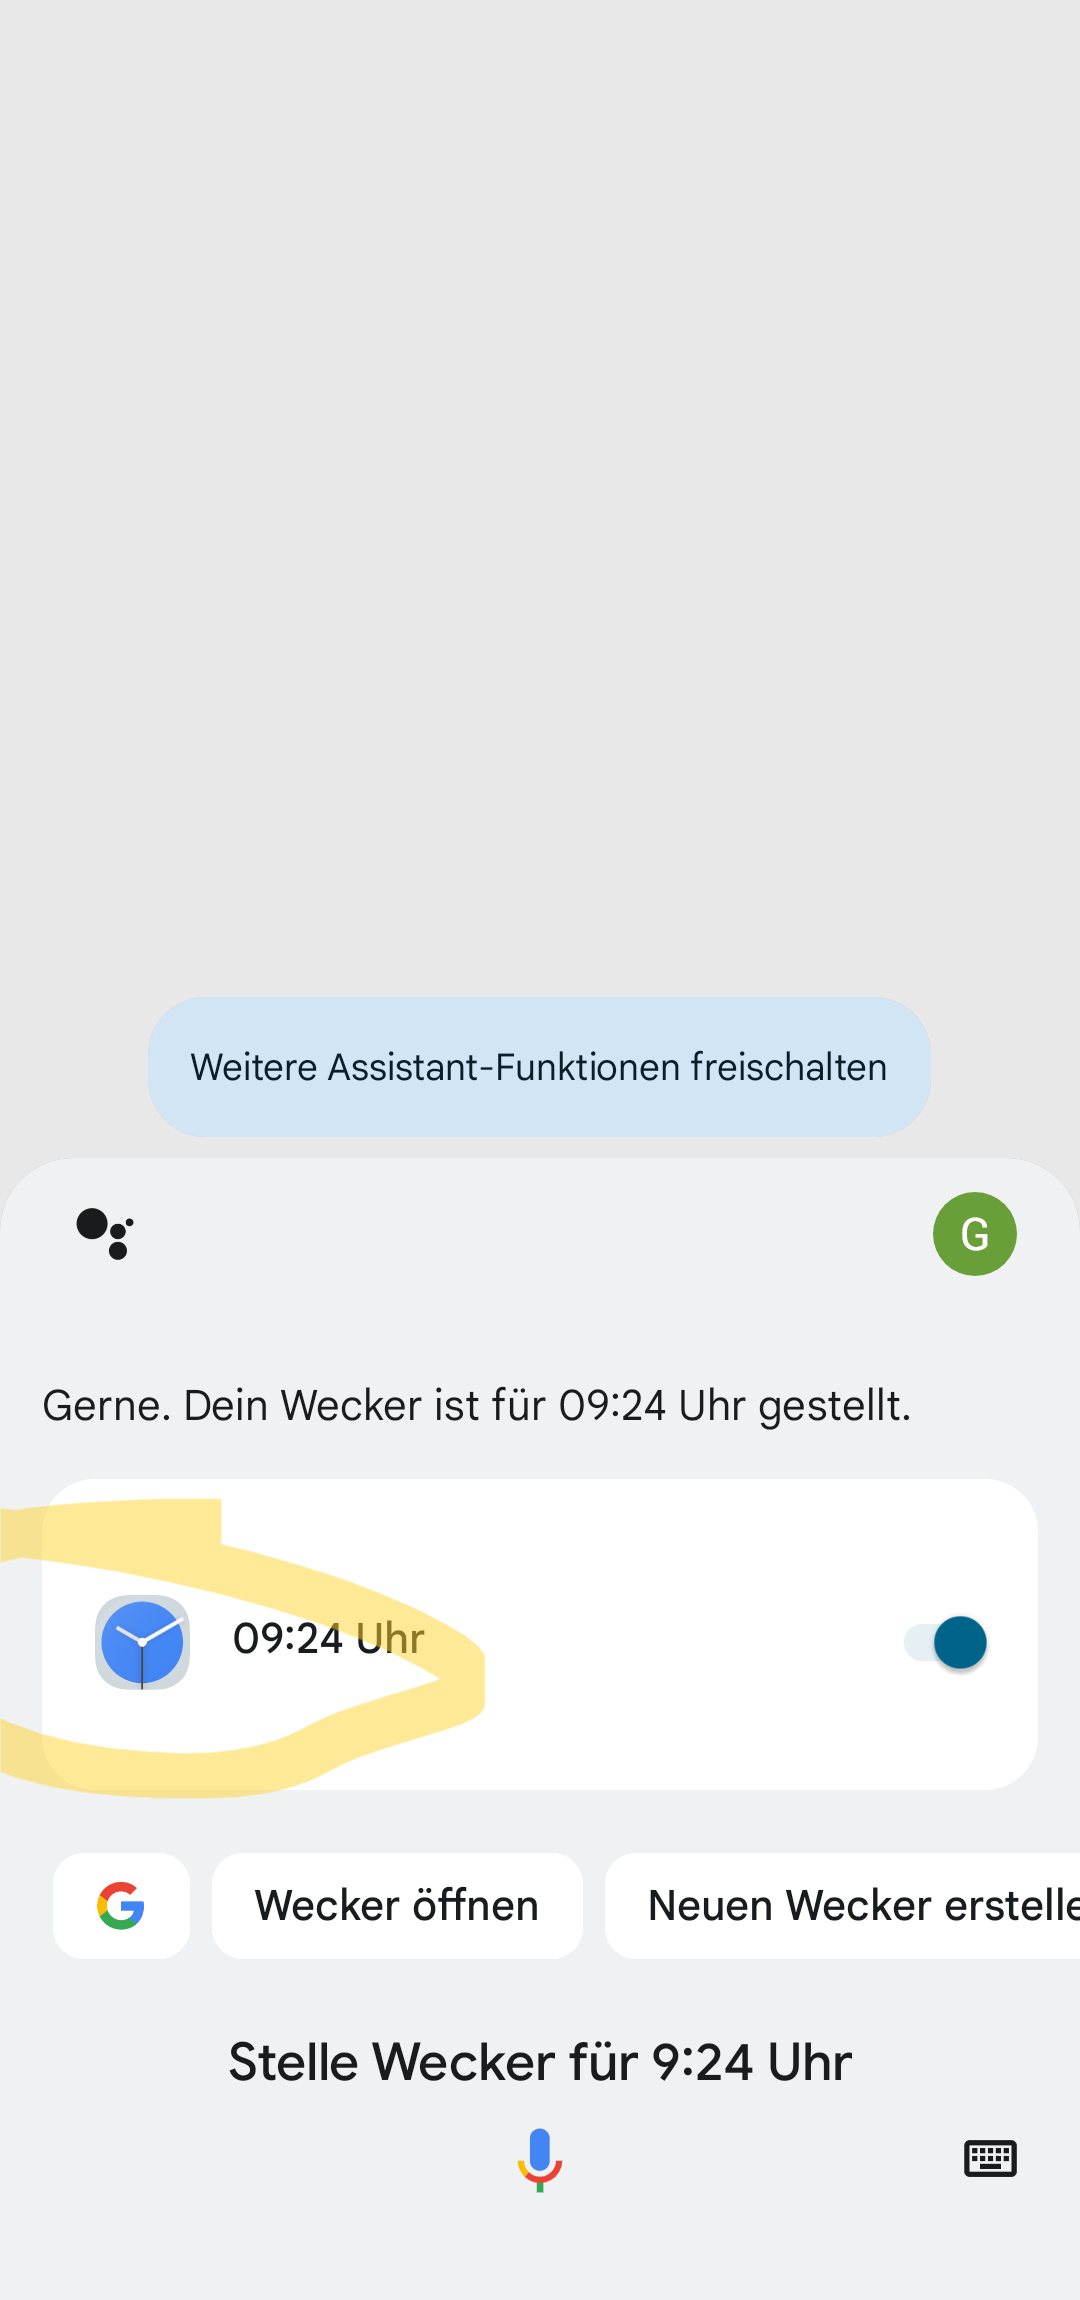 Weitere Assistant-Funktionen freischalten
G
Gerne. Dein Wecker ist für 09:24 Uhr gestellt.
09:24 Uhr
Wecker öffnen
Neuen Wecker erstelle
Stelle Wecker für 9:24 Uhr